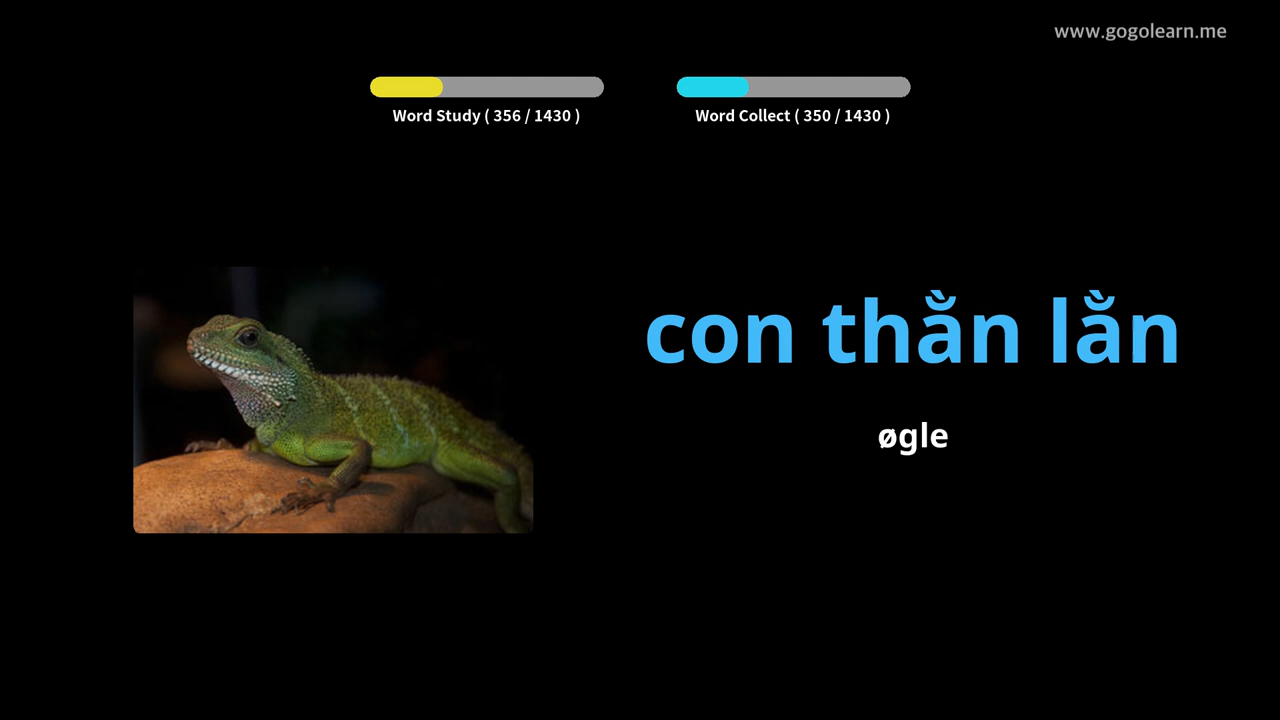 www.gogolearn.me
Word Study ( 356 / 1430 )
Word Collect ( 350 / 1430 )
con thằn lằn
øgle